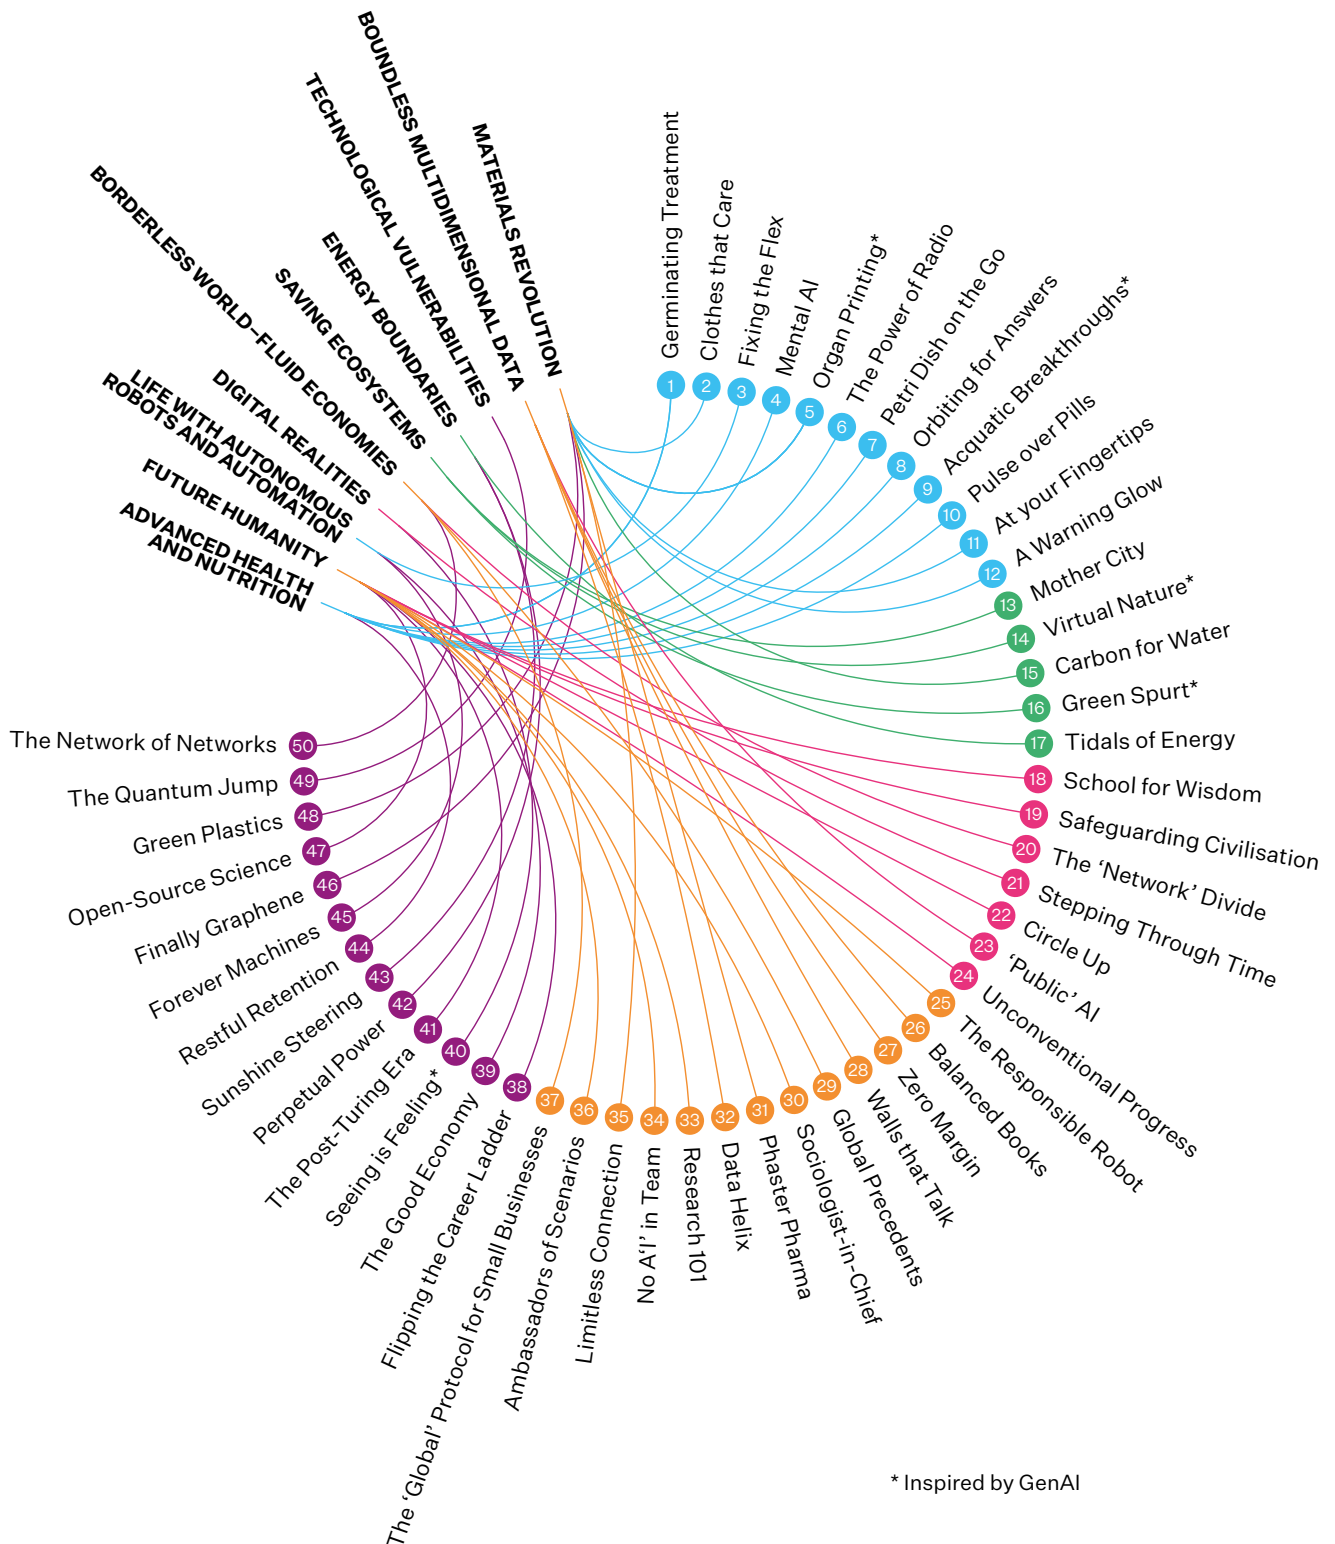 MATERIALS REVOLUTION
BOUNDLESS MULTIDIMENSIONAL DATA
TECHNOLOGICAL VULNERABILITIES
ENERGY BOUNDARIES
SAVING ECOSYSTEMS
BORDERLESS WORLD–FLUID ECONOMIES
DIGITAL REALITIES
LIFE WITH AUTONOMOUS
ROBOTS AND AUTOMATION
FUTURE HUMANITY
ADVANCED HEALTH
AND NUTRITION
1 Germinating Treatment
2 Clothes that Care
3 Fixing the Flex
4 Mental AI
5 Organ Printing*
6 The Power of Radio
7 Petri Dish on the Go
8 Orbiting for Answers
9 Acquatic Breakthroughs*
10 Pulse over Pills
11 At your Fingertips
12 A Warning Glow
13 Mother City
14 Virtual Nature*
15 Carbon for Water
16 Green Spurt*
17 Tidals of Energy
18 School for Wisdom
19 Safeguarding Civilisation
20 The ‘Network’ Divide
21 Stepping Through Time
22 Circle Up
23 ‘Public’ AI
24 Unconventional Progress
25 The Responsible Robot
26 Balanced Books
27 Zero Margin
28 Walls that Talk
29 Global Precedents
30 Sociologist-in-Chief
31 Phaster Pharma
32 Data Helix
33 Research 101
34 No A‘I’ in Team
35 Limitless Connection
36 Ambassadors of Scenarios
37 The ‘Global’ Protocol for Small Businesses
38 Flipping the Career Ladder
39 The Good Economy
40 Seeing is Feeling*
41 The Post-Turing Era
42 Perpetual Power
43 Sunshine Steering
44 Restful Retention
45 Forever Machines
46 Finally Graphene
47 Open-Source Science
48 Green Plastics
49 The Quantum Jump
50 The Network of Networks
* Inspired by GenAI